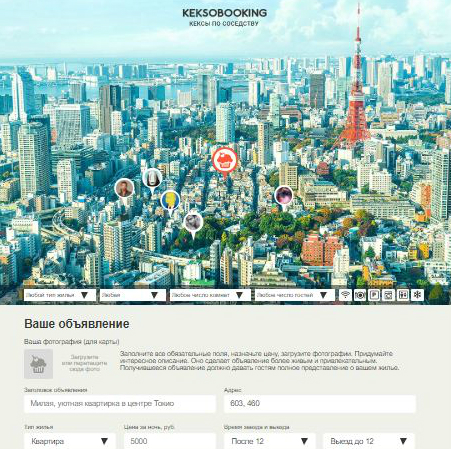 KEKSOBOOKING
КЕКСЫ ПО СОСЕДСТВУ
Любой тип жилья Любая Любое число комнат Любое число гостей
Ваше объявление
Ваша фотография (для карты)
Загрузите
или перетащите
сюда фото
Заполните все обязательные поля, назначьте цену, загрузите фотографии. Придумайте
интересное описание. Оно сделает объявление более живым и привлекательным.
Получившееся объявление должно давать гостям полное представление о вашем жилье.
Заголовок объявления Адрес
Милая, уютная квартирка в центре Токио 603, 460
Тип жилья Цена за ночь, руб. Время заезда и выезда
Квартира 5000 После 12 Выезд до 12